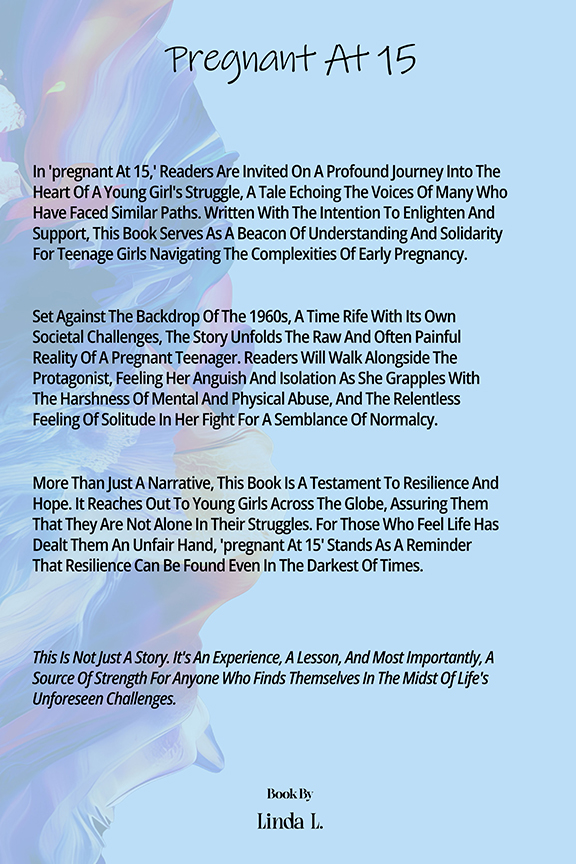 Pregnant At 15
In 'pregnant At 15,' Readers Are Invited On A Profound Journey Into The
Heart Of A Young Girl's Struggle, A Tale Echoing The Voices Of Many Who
Have Faced Similar Paths. Written With The Intention To Enlighten And
Support, This Book Serves As A Beacon Of Understanding And Solidarity
For Teenage Girls Navigating The Complexities Of Early Pregnancy.
Set Against The Backdrop Of The 1960s, A Time Rife With Its Own
Societal Challenges, The Story Unfolds The Raw And Often Painful
Reality Of A Pregnant Teenager. Readers Will Walk Alongside The
Protagonist, Feeling Her Anguish And Isolation As She Grapples With
The Harshness Of Mental And Physical Abuse, And The Relentless
Feeling Of Solitude In Her Fight For A Semblance Of Normalcy.
More Than Just A Narrative, This Book Is A Testament To Resilience And
Hope. It Reaches Out To Young Girls Across The Globe, Assuring Them
That They Are Not Alone In Their Struggles. For Those Who Feel Life Has
Dealt Them An Unfair Hand, 'pregnant At 15' Stands As A Reminder
That Resilience Can Be Found Even In The Darkest Of Times.
This Is Not Just A Story. It's An Experience, A Lesson, And Most Importantly, A
Source Of Strength For Anyone Who Finds Themselves In The Midst Of Life's
Unforeseen Challenges.
Book By
Linda L.